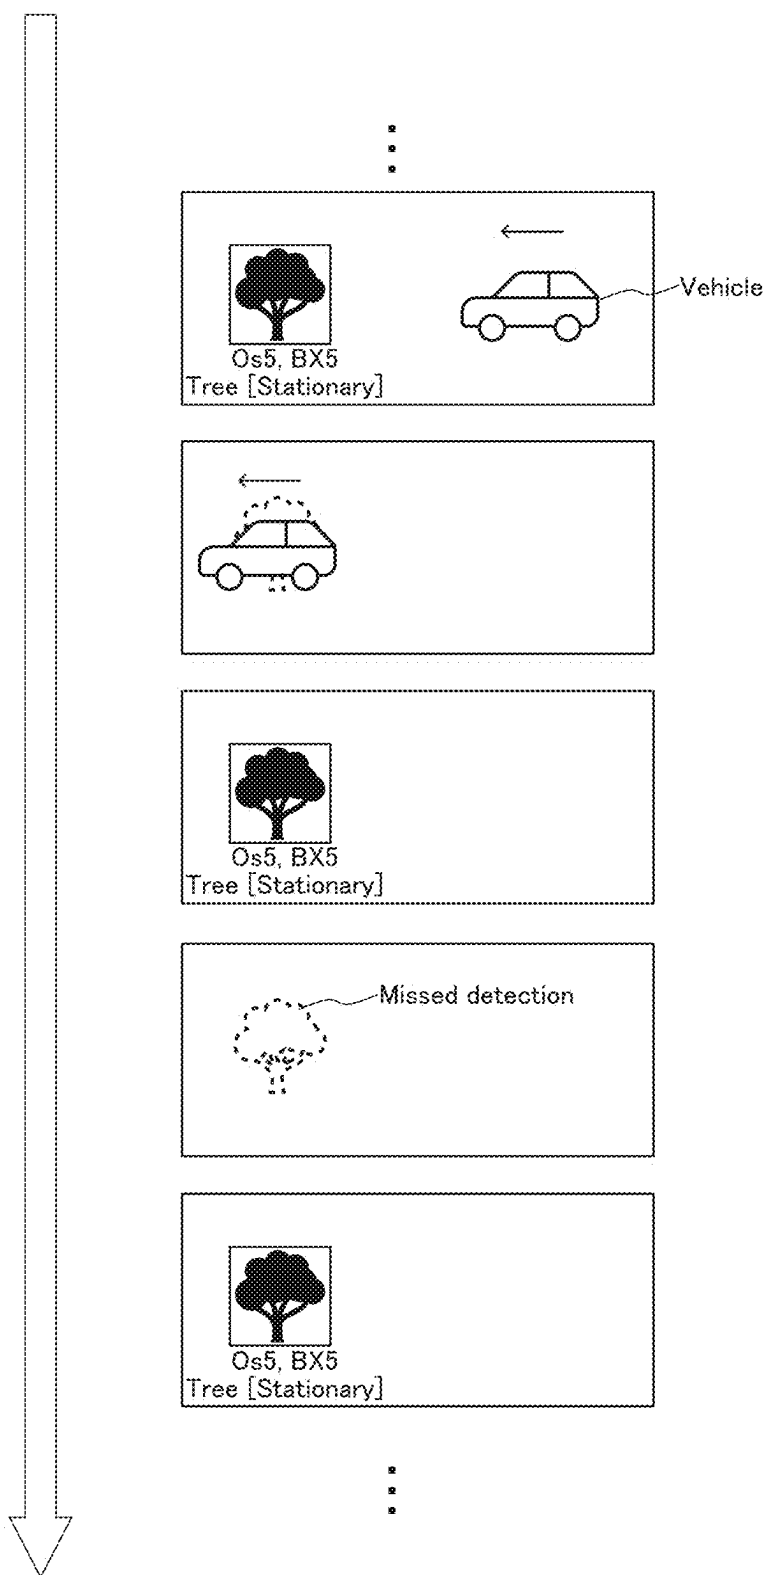 Vehicle
Os5, BX5
Tree [Stationary]
Os5, BX5
Tree [Stationary]
Missed detection
Os5, BX5
Tree [Stationary]